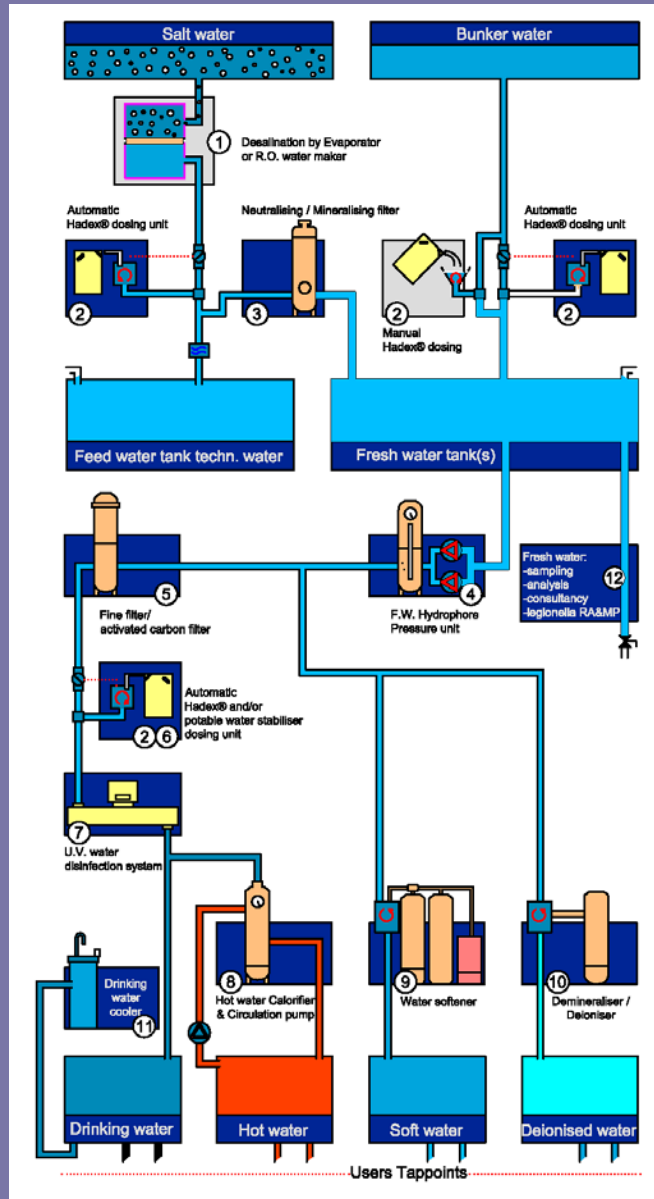 Salt water
Bunker water
1
Desalination by Evaporator
or R.O. water maker
Automatic
Hadex® dosing unit
Neutralising / Mineralising filter
Automatic
Hadex® dosing unit
2
3
2
Manual
Hadex® dosing
2
Feed water tank techn. water
Fresh water tank(s)
5
Fine filter/
activated carbon filter
4
F.W. Hydrophore
Pressure unit
Fresh water:
-sampling
-analysis
-consultancy
-legionella RA&MP
12
Automatic
Hadex® and/or
potable water stabiliser
dosing unit
2 6
7
U.V. water
disinfection system
8
Hot water Calorifier
& Circulation pump
9
Water softener
10
Demineraliser /
Deioniser
Drinking
water
cooler
11
Drinking water
Hot water
Soft water
Deionised water
Users Tappoints